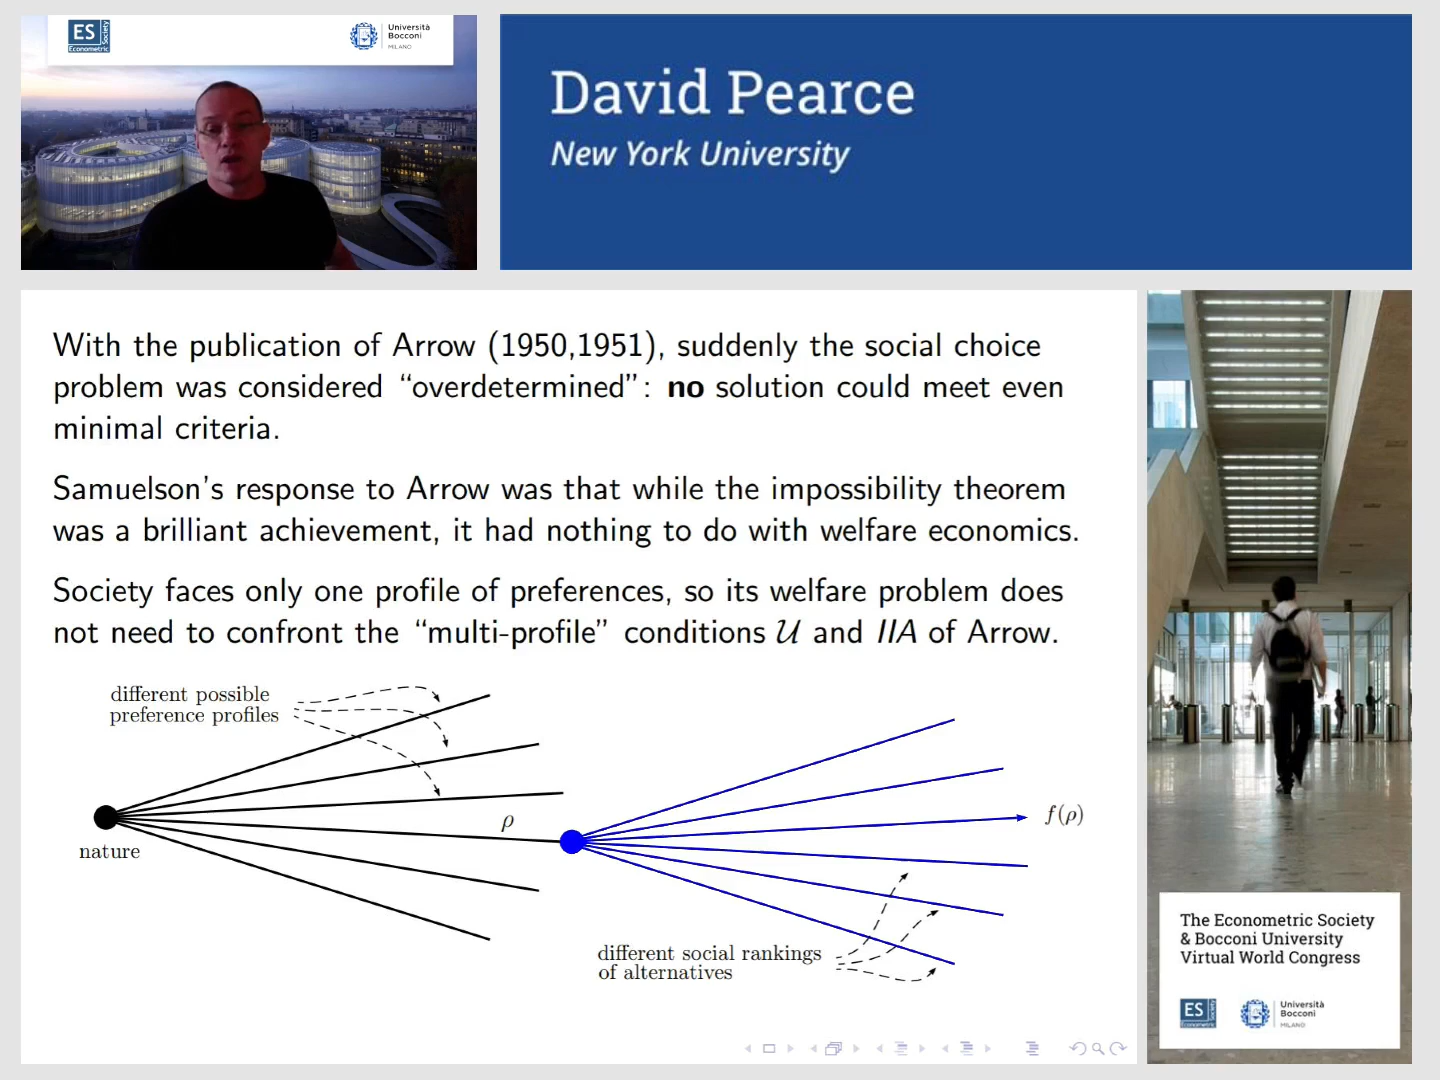 ES
Society
Econometric
Università
Bocconi
MILANO
David Pearce
New York University
With the publication of Arrow (1950,1951), suddenly the social choice
problem was considered “overdetermined”: no solution could meet even
minimal criteria.
Samuelson’s response to Arrow was that while the impossibility theorem
was a brilliant achievement, it had nothing to do with welfare economics.
Society faces only one profile of preferences, so its welfare problem does
not need to confront the “multi-profile” conditions 𝒰 and IIA of Arrow.
different possible
preference profiles
ρ
f(ρ)
nature
different social rankings
of alternatives
The Econometric Society
& Bocconi University
Virtual World Congress
ES
Society
Econometric
Università
Bocconi
MILANO